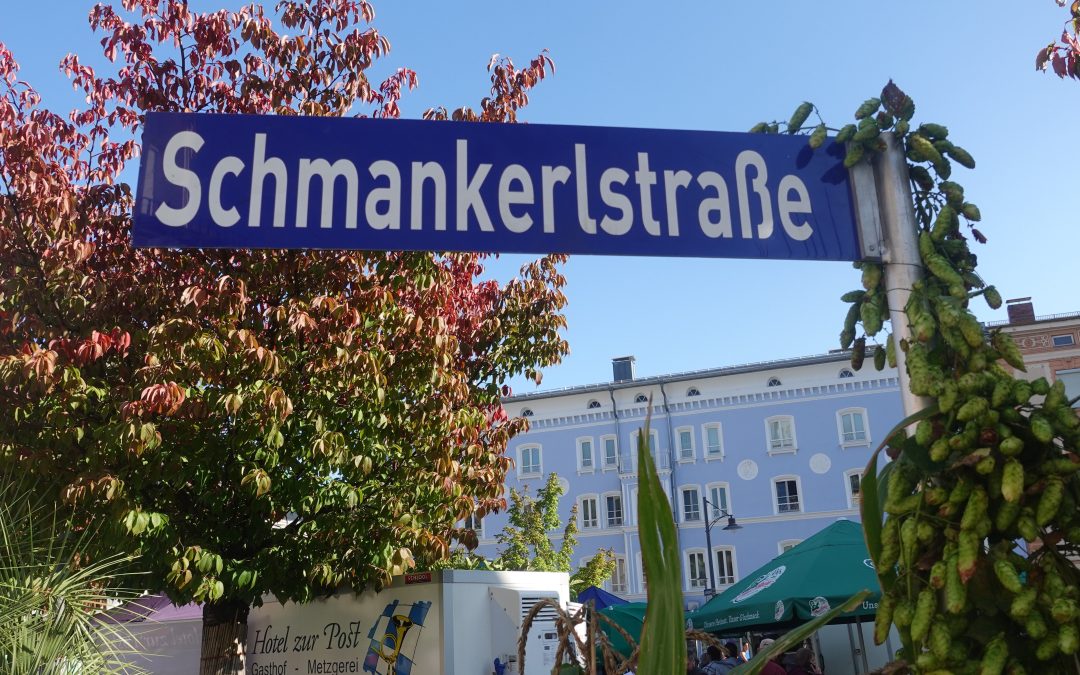 Schmankerlstraße
Hotel zur Post
Gasthof - Metzgerei